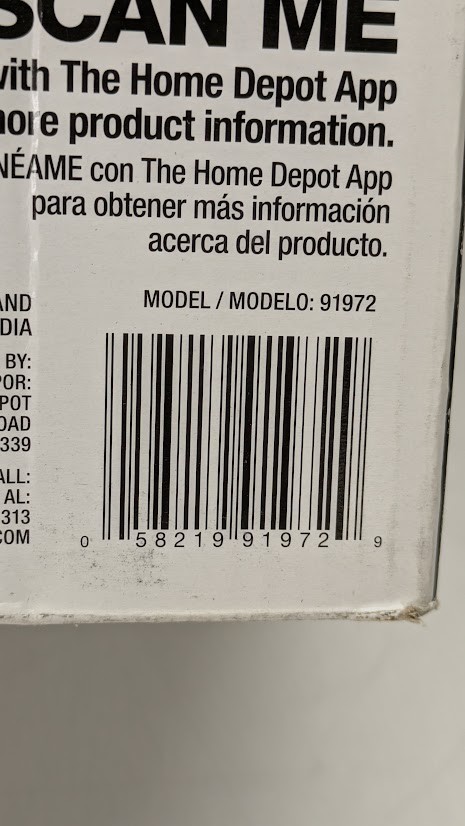 SCAN ME
with The Home Depot App
more product information.
NÉAME con The Home Depot App
para obtener más información
acerca del producto.
MODEL / MODELO: 91972
AND
DIA
BY:
POR:
POT
OAD
339
ALL:
AL:
313
COM
0 58219 91972 9